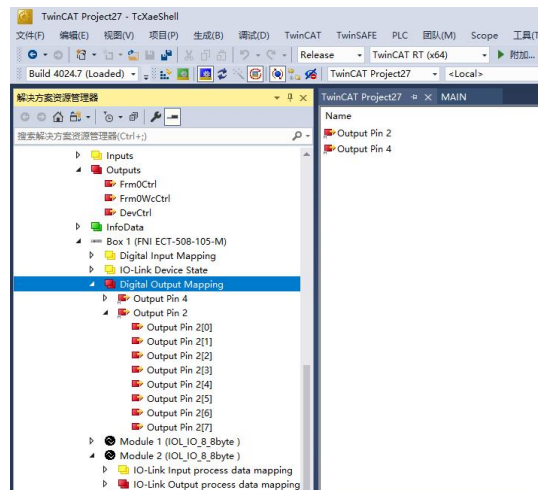 TwinCAT Project27 - TcXaeShell
文件(F) 编辑(E) 视图(V) 项目(P) 生成(B) 调试(D) TwinCAT TwinSAFE PLC 团队(M) Scope 工具(T
Release TwinCAT RT (x64) 附加...
Build 4024.7 (Loaded) TwinCAT Project27 <Local>
解决方案资源管理器
搜索解决方案资源管理器(Ctrl+;)
Inputs
Outputs
Frm0Ctrl
Frm0WcCtrl
DevCtrl
InfoData
Box 1 (FNI ECT-508-105-M)
Digital Input Mapping
IO-Link Device State
Digital Output Mapping
Output Pin 4
Output Pin 2
Output Pin 2[0]
Output Pin 2[1]
Output Pin 2[2]
Output Pin 2[3]
Output Pin 2[4]
Output Pin 2[5]
Output Pin 2[6]
Output Pin 2[7]
Module 1 (IOL_IO_8_8byte )
Module 2 (IOL_IO_8_8byte )
IO-Link Input process data mapping
IO-Link Output process data mapping
TwinCAT Project27 MAIN
Name
Output Pin 2
Output Pin 4